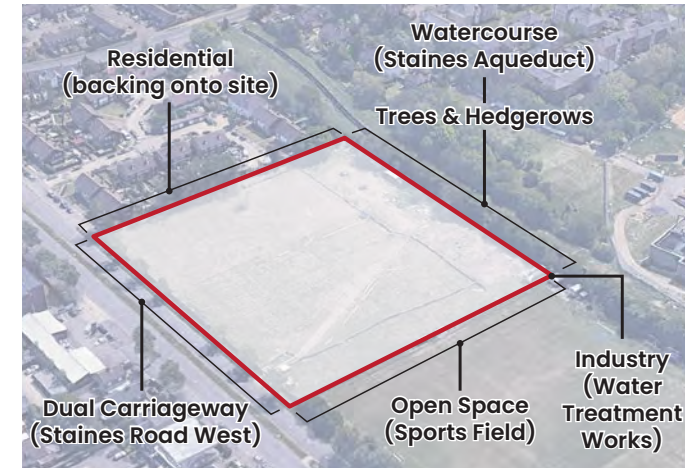 Residential
(backing onto site)
Watercourse
(Staines Aqueduct)
Trees & Hedgerows
Dual Carriageway
(Staines Road West)
Open Space
(Sports Field)
Industry
(Water
Treatment
Works)